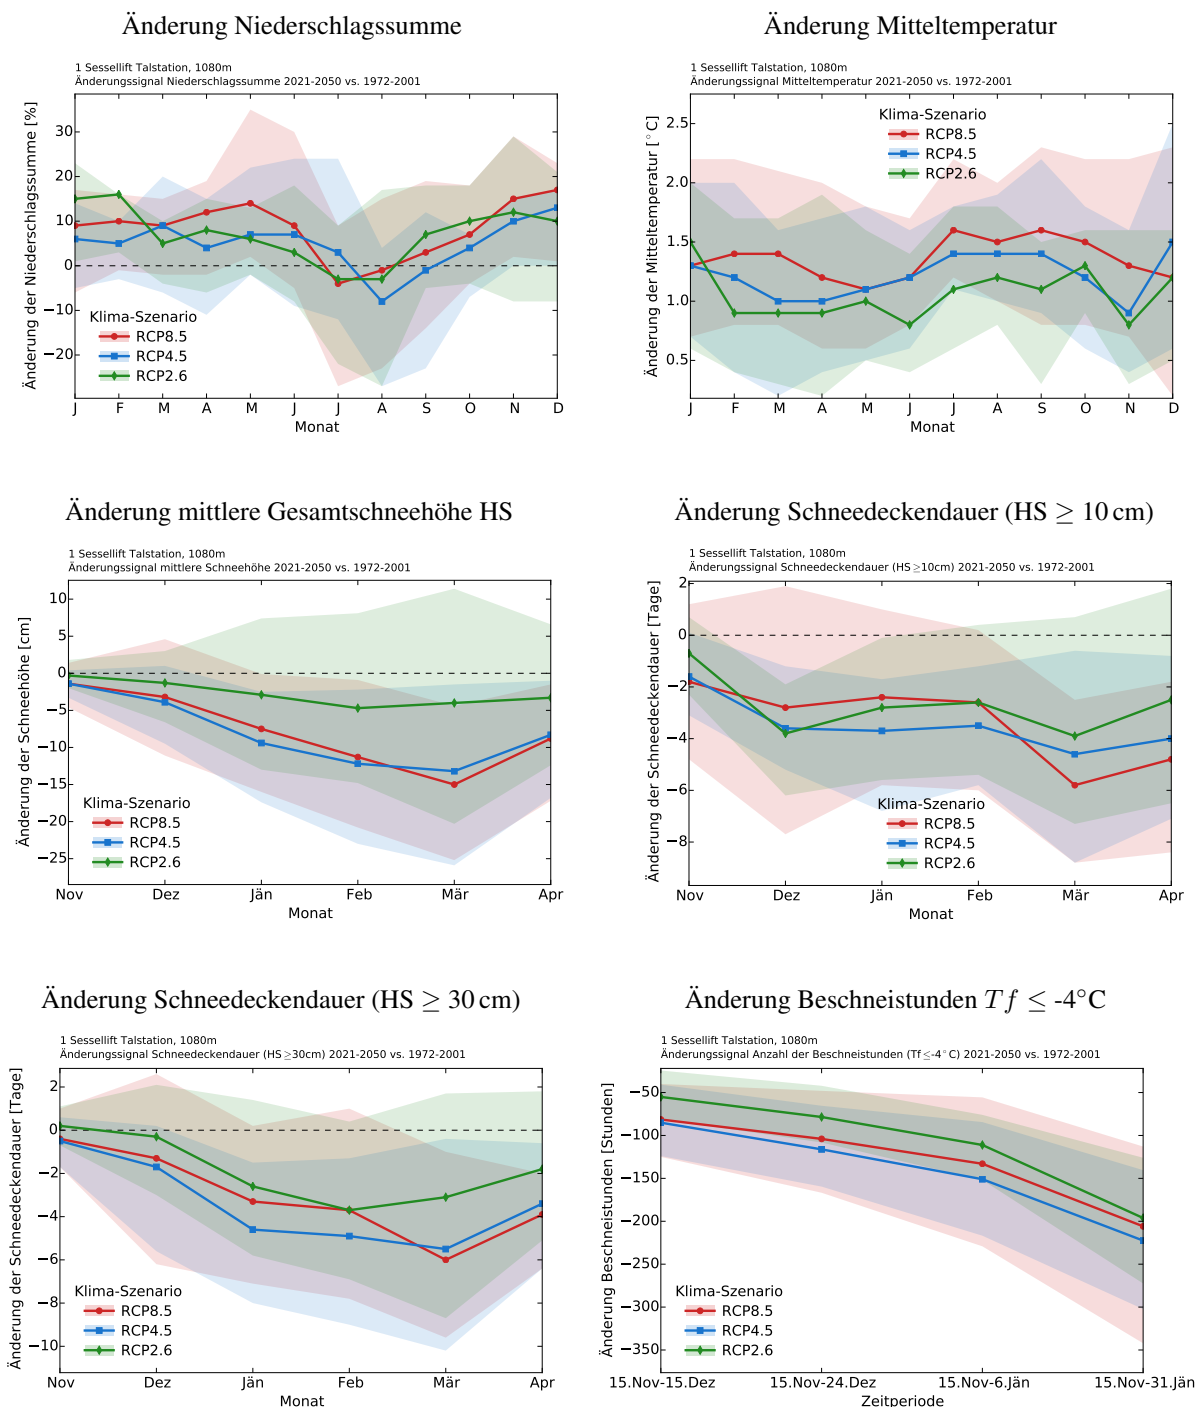 Änderung Niederschlagssumme
1 Sessellift Talstation, 1080m
Änderungssignal Niederschlagssumme 2021-2050 vs. 1972-2001
Änderung der Niederschlagssumme [%]
30
20
10
0
−10
−20
Klima-Szenario
RCP8.5
RCP4.5
RCP2.6
J F M A M J J A S O N D
Monat
Änderung Mitteltemperatur
1 Sessellift Talstation, 1080m
Änderungssignal Mitteltemperatur 2021-2050 vs. 1972-2001
Änderung der Mitteltemperatur [°C]
2.5
2.0
1.5
1.0
0.5
Klima-Szenario
RCP8.5
RCP4.5
RCP2.6
J F M A M J J A S O N D
Monat
Änderung mittlere Gesamtschneehöhe HS
1 Sessellift Talstation, 1080m
Änderungssignal mittlere Schneehöhe 2021-2050 vs. 1972-2001
Änderung der Schneehöhe [cm]
10
5
0
−5
−10
−15
−20
−25
Klima-Szenario
RCP8.5
RCP4.5
RCP2.6
Nov Dez Jän Feb Mär Apr
Monat
Änderung Schneedeckendauer (HS ≥ 10 cm)
1 Sessellift Talstation, 1080m
Änderungssignal Schneedeckendauer (HS ≥10cm) 2021-2050 vs. 1972-2001
Änderung der Schneedeckendauer [Tage]
2
0
−2
−4
−6
−8
Klima-Szenario
RCP8.5
RCP4.5
RCP2.6
Nov Dez Jän Feb Mär Apr
Monat
Änderung Schneedeckendauer (HS ≥ 30 cm)
1 Sessellift Talstation, 1080m
Änderungssignal Schneedeckendauer (HS ≥30cm) 2021-2050 vs. 1972-2001
Änderung der Schneedeckendauer [Tage]
2
0
−2
−4
−6
−8
−10
Klima-Szenario
RCP8.5
RCP4.5
RCP2.6
Nov Dez Jän Feb Mär Apr
Monat
Änderung Beschneistunden Tf ≤ -4°C
1 Sessellift Talstation, 1080m
Änderungssignal Anzahl der Beschneistunden (Tf ≤-4°C) 2021-2050 vs. 1972-2001
Änderung Beschneistunden [Stunden]
−50
−100
−150
−200
−250
−300
−350
Klima-Szenario
RCP8.5
RCP4.5
RCP2.6
15.Nov-15.Dez 15.Nov-24.Dez 15.Nov-6.Jän 15.Nov-31.Jän
Zeitperiode